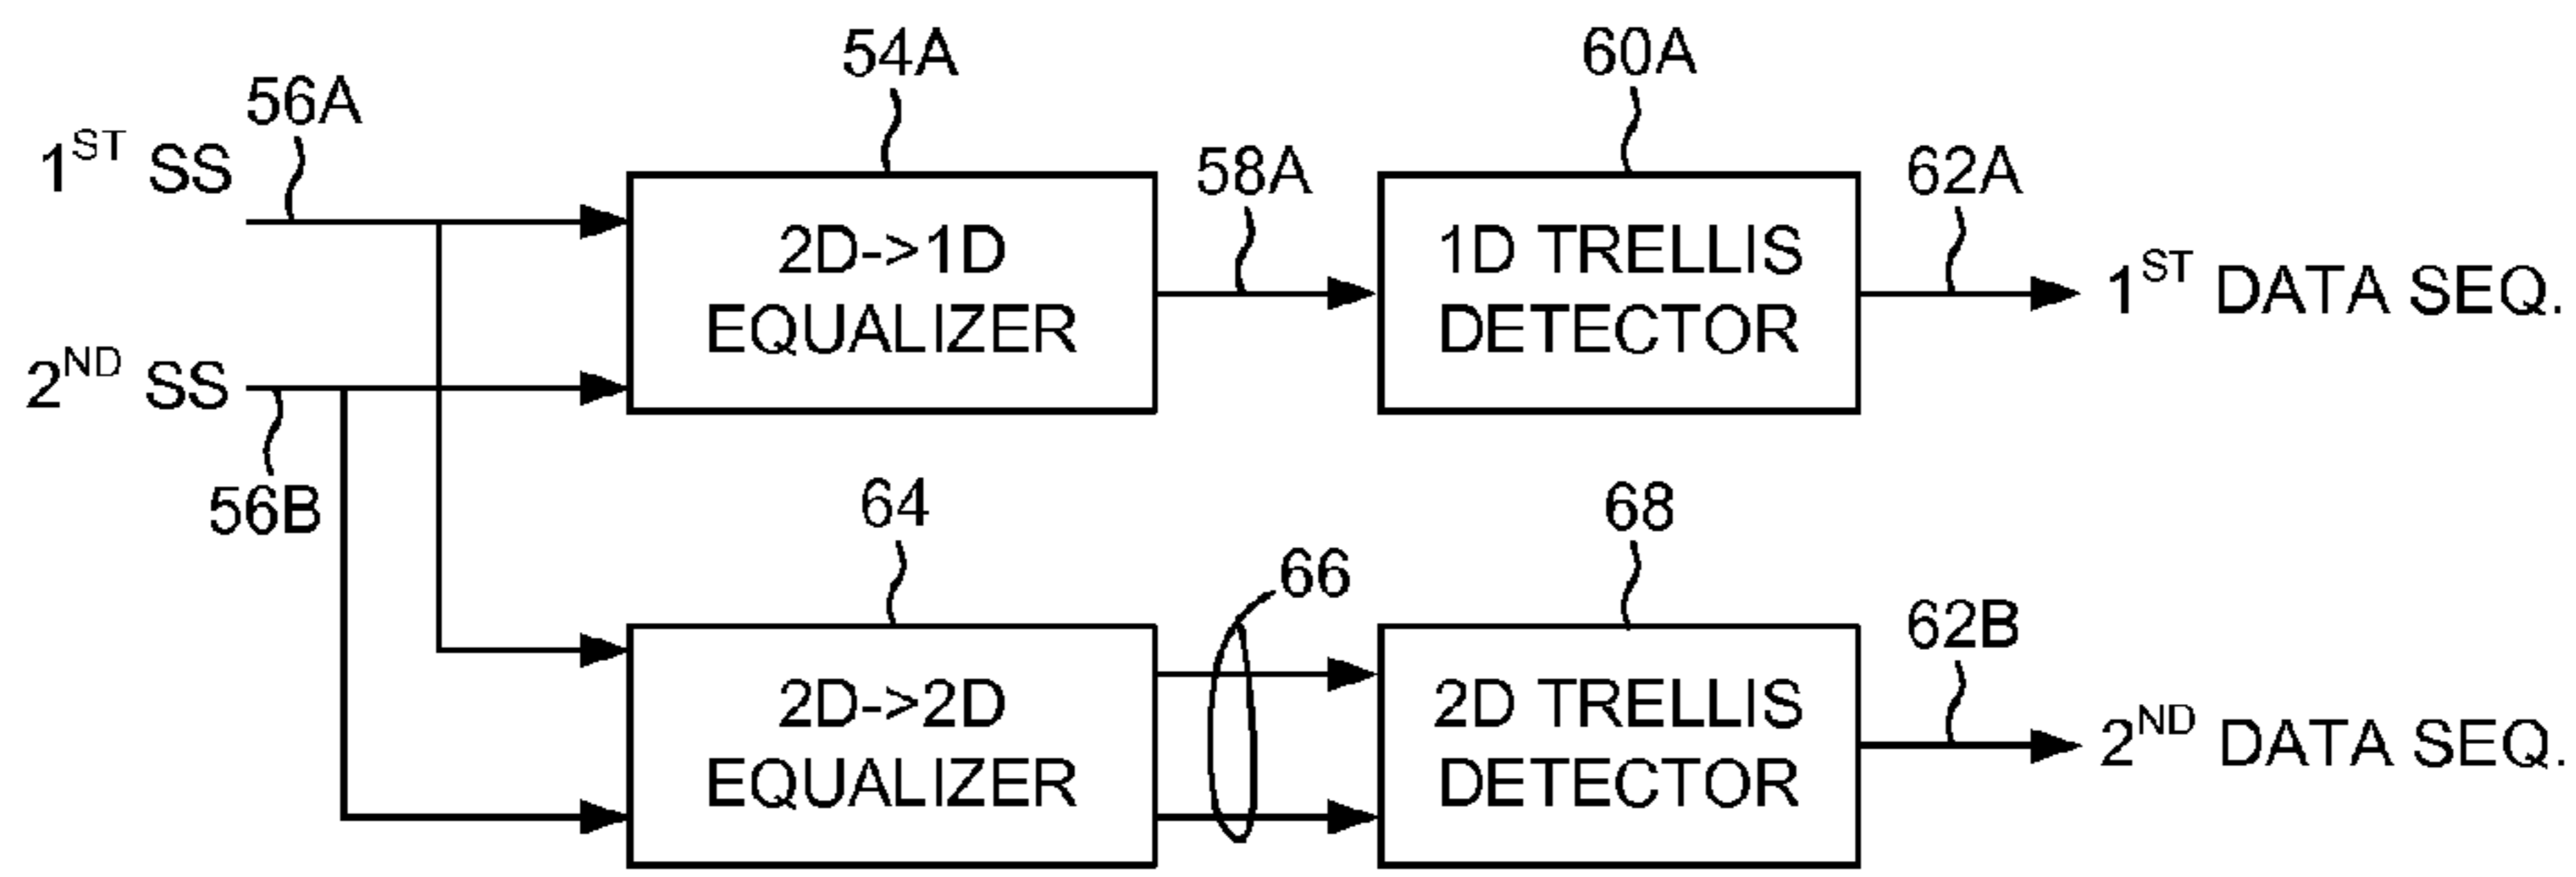 54A
60A
56A
1ST SS
58A
62A
2D->1D
EQUALIZER
1D TRELLIS
DETECTOR
1ST DATA SEQ.
2ND SS
56B
64
68
66
62B
2D->2D
EQUALIZER
2D TRELLIS
DETECTOR
2ND DATA SEQ.